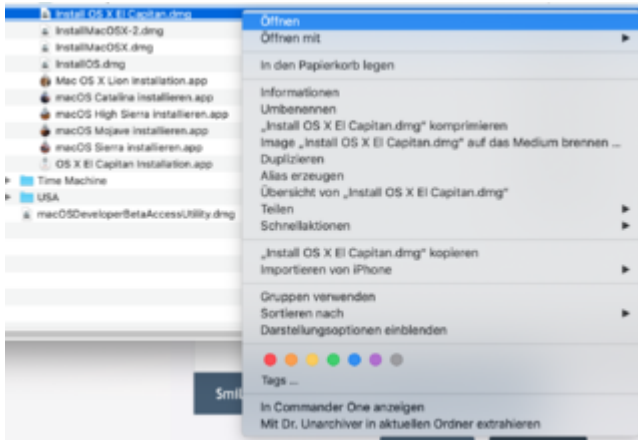 Install OS X El Capitan.dmg
InstallMacOSX-2.dmg
InstallMacOSX.dmg
InstallOS.dmg
Mac OS X Lion Installation.app
macOS Catalina installieren.app
macOS High Sierra installieren.app
macOS Mojave installieren.app
macOS Sierra installieren.app
OS X El Capitan Installation.app
Time Machine
USA
macOSDeveloperBetaAccessUtility.dmg
Öffnen
Öffnen mit
In den Papierkorb legen
Informationen
Umbenennen
„Install OS X El Capitan.dmg“ komprimieren
Image „Install OS X El Capitan.dmg“ auf das Medium brennen ...
Duplizieren
Alias erzeugen
Übersicht von „Install OS X El Capitan.dmg“
Teilen
Schnellaktionen
„Install OS X El Capitan.dmg“ kopieren
Importieren von iPhone
Gruppen verwenden
Sortieren nach
Darstellungsoptionen einblenden
Tags ...
In Commander One anzeigen
Mit Dr. Unarchiver in aktuellen Ordner extrahieren